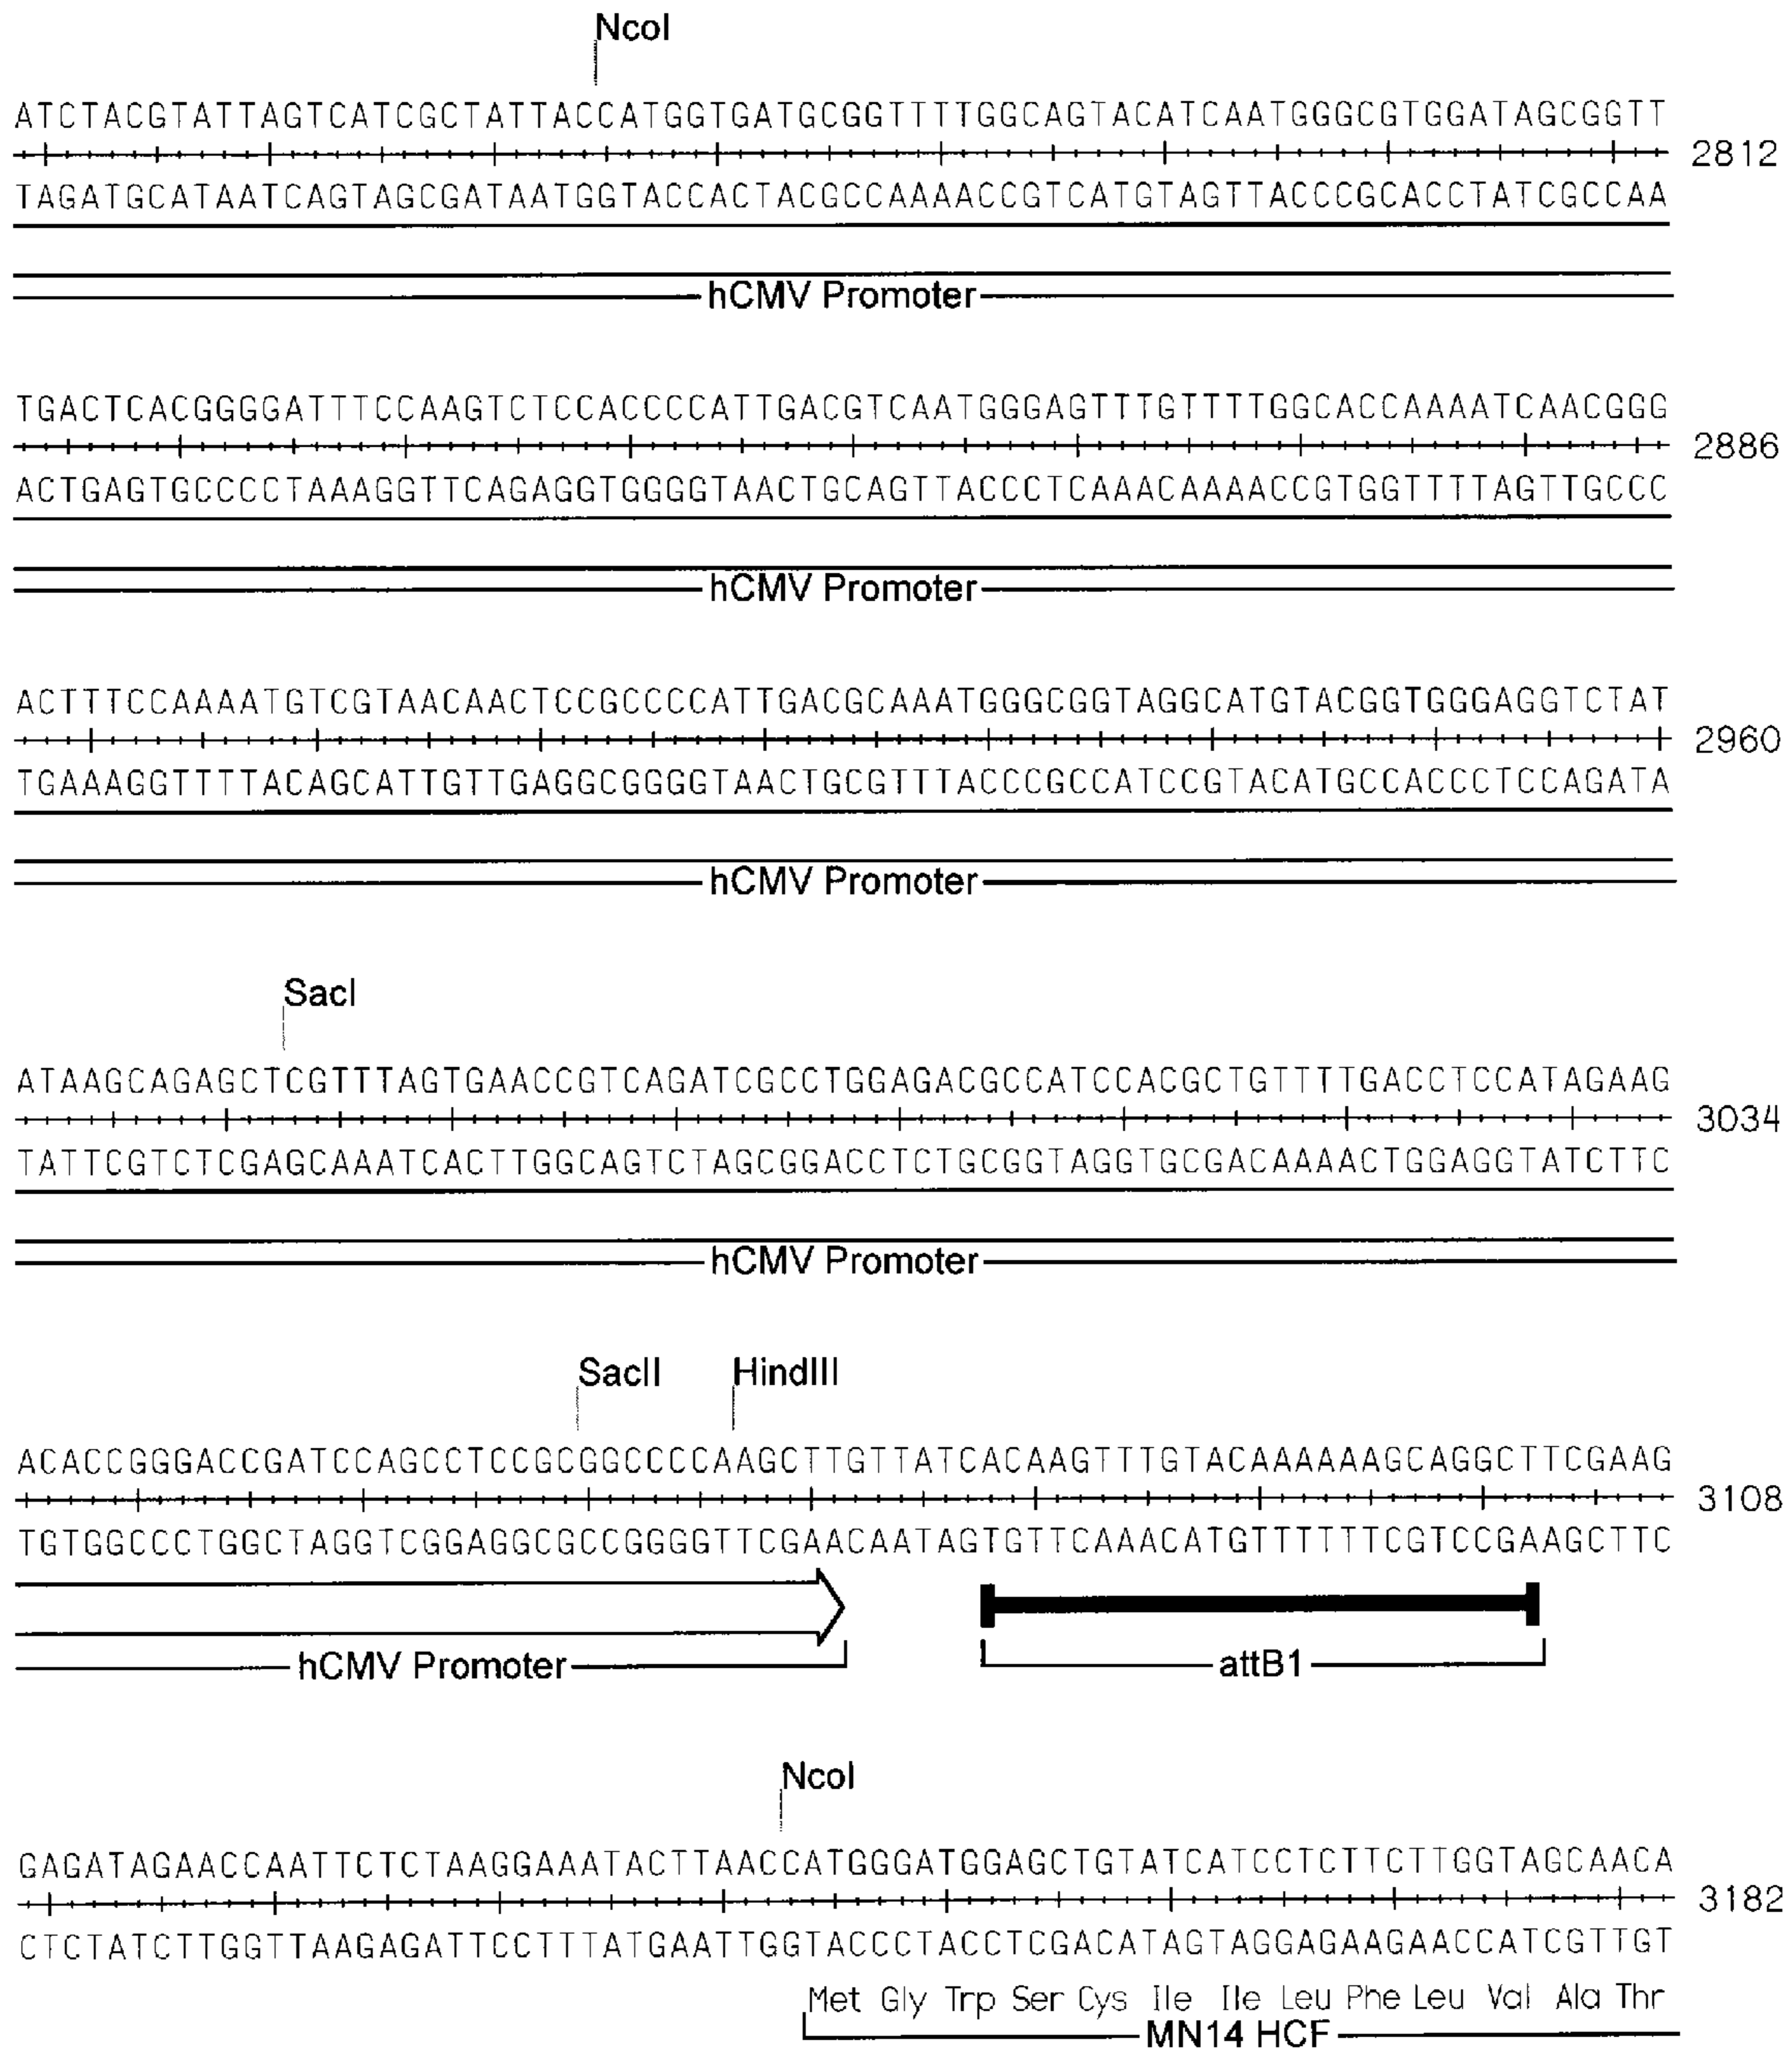 NcoI
ATCTACGTATTAGTCATCGCTATTACCATGGTGATGCGGTTTTGGCAGTACATCAATGGGCGTGGATAGCGGTT
2812
TAGATGCATAATCAGTAGCGATAATGGTACCACTACGCCAAAACCGTCATGTAGTTACCCGCACCTATCGCCAA
hCMV Promoter
TGACTCACGGGGATTTCCAAGTCTCCACCCCATTGACGTCAATGGGAGTTTGTTTTGGCACCAAAATCAACGGG
2886
ACTGAGTGCCCCTAAAGGTTCAGAGGTGGGGTAACTGCAGTTACCCTCAAACAAAACCGTGGTTTTAGTTGCCC
hCMV Promoter
ACTTTCCAAAATGTCGTAACAACTCCGCCCCATTGACGCAAATGGGCGGTAGGCATGTACGGTGGGAGGTCTAT
2960
TGAAAGGTTTTACAGCATTGTTGAGGCGGGGTAACTGCGTTTACCCGCCATCCGTACATGCCACCCTCCAGATA
hCMV Promoter
SacI
ATAAGCAGAGCTCGTTTAGTGAACCGTCAGATCGCCTGGAGACGCCATCCACGCTGTTTTGACCTCCATAGAAG
3034
TATTCGTCTCGAGCAAATCACTTGGCAGTCTAGCGGACCTCTGCGGTAGGTGCGACAAAACTGGAGGTATCTTC
hCMV Promoter
SacII HindIII
ACACCGGGACCGATCCAGCCTCCGCGGCCCCAAGCTTGTTATCACAAGTTTGTACAAAAAAGCAGGCTTCGAAG
3108
TGTGGCCCTGGCTAGGTCGGAGGCGCCGGGGTTCGAACAATAGTGTTCAAACATGTTTTTTCGTCCGAAGCTTC
hCMV Promoter attB1
NcoI
GAGATAGAACCAATTCTCTAAGGAAATACTTAACCATGGGATGGAGCTGTATCATCCTCTTCTTGGTAGCAACA
3182
CTCTATCTTGGTTAAGAGATTCCTTTATGAATTGGTACCCTACCTCGACATAGTAGGAGAAGAACCATCGTTGT
Met Gly Trp Ser Cys Ile Ile Leu Phe Leu Val Ala Thr
MN14 HCF